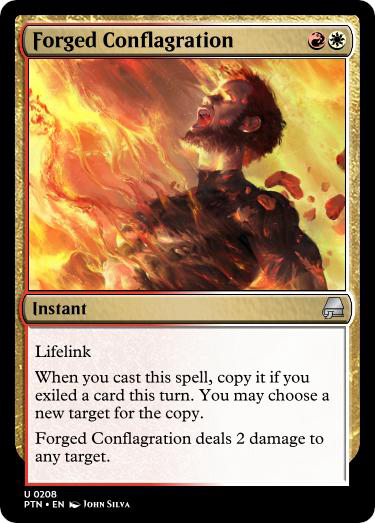 Forged Conflagration
Instant
Lifelink
When you cast this spell, copy it if you
exiled a card this turn. You may choose a
new target for the copy.
Forged Conflagration deals 2 damage to
any target.
U 0208
PTN • EN John Silva